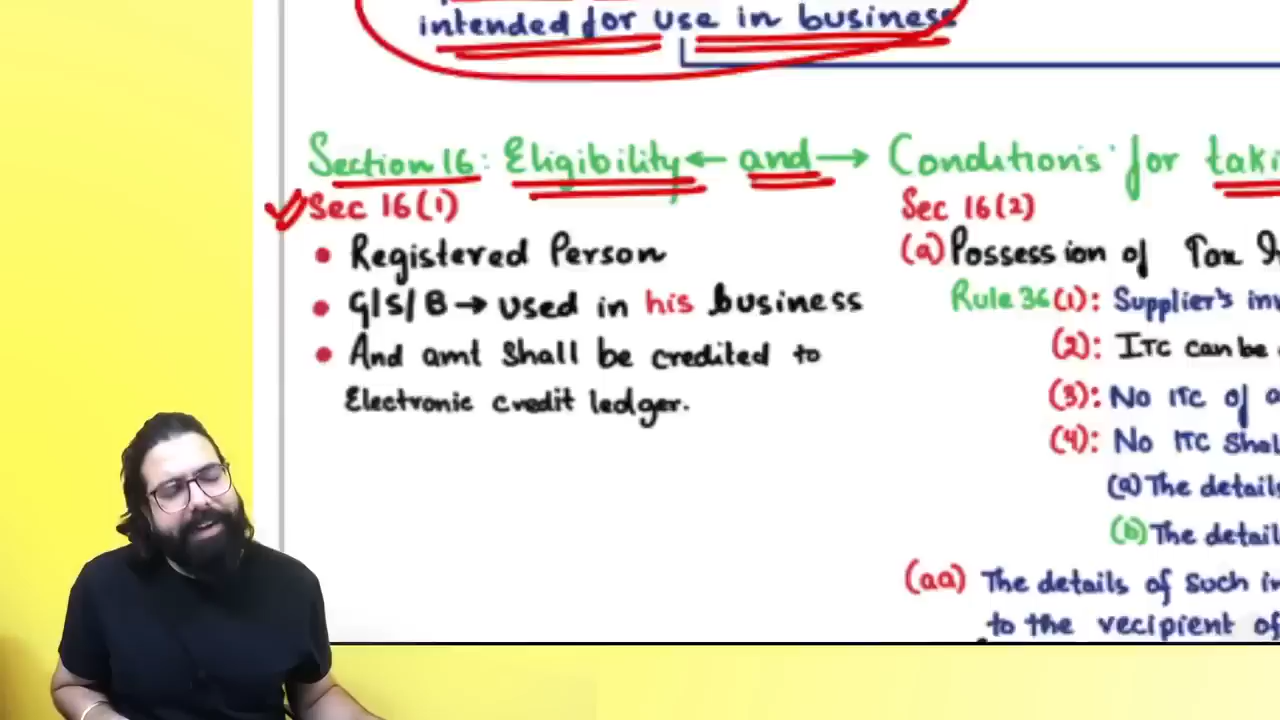 intended for use in business
Section 16: Eligibility ← and → Conditions for taki
Sec 16(1)
• Registered Person
• G/S/B → used in his business
• And amt shall be credited to
Electronic credit ledger.
Sec 16(2)
(a) Possession of Tax
Rule 36 (1): Supplier's inv
(2): ITC can be
(3): No ITC of a
(4): No ITC Shal
(a) The details
(b) The detail
(aa) The details of such in
to the recipient of